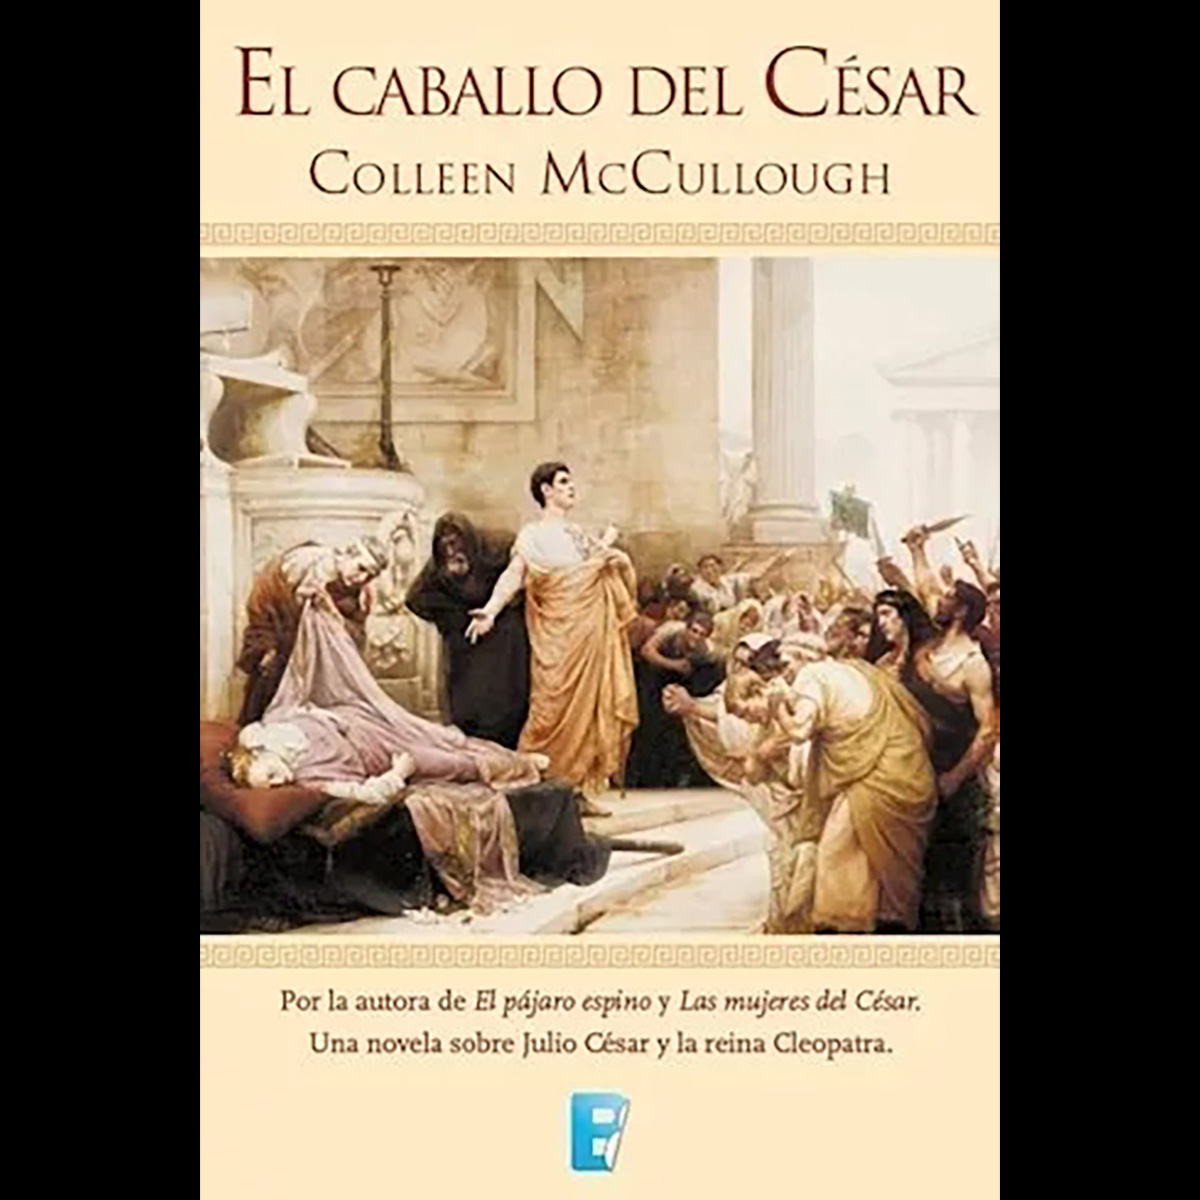 EL CABALLO DEL CÉSAR
COLLEEN MCCULLOUGH
Por la autora de El pájaro espino y Las mujeres del César.
Una novela sobre Julio César y la reina Cleopatra.
B